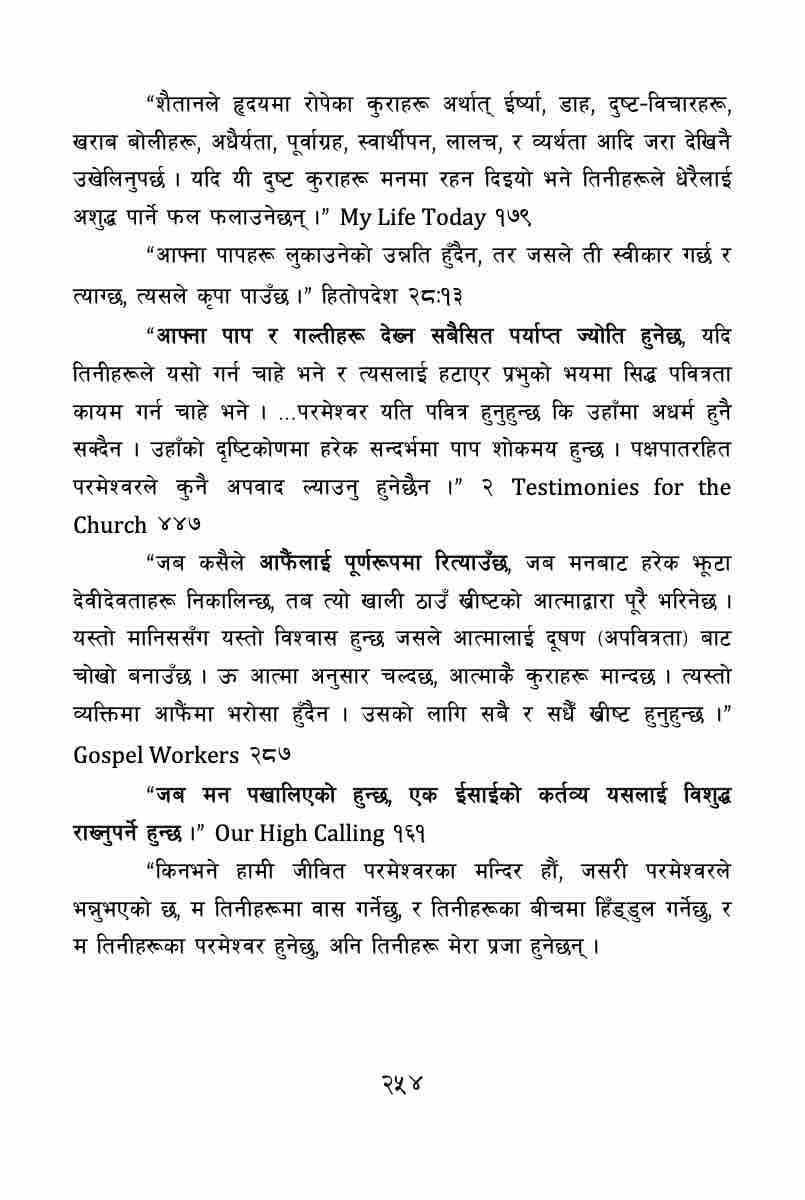 “शैतानले हृदयमा रोपेका कुराहरू अर्थात् ईर्ष्या, डाह, दुष्ट-विचारहरू,
खराब बोलीहरू, अधैर्यता, पूर्वाग्रह, स्वार्थीपन, लालच, र व्यर्थता आदि जरा देखिनै
उखेलिनुपर्छ । यदि यी दुष्ट कुराहरू मनमा रहन दिइयो भने तिनीहरूले धेरैलाई
अशुद्ध पार्ने फल फलाउनेछन् ।” My Life Today १७९
“आफ्ना पापहरू लुकाउनेको उन्नति हुँदैन, तर जसले ती स्वीकार गर्छ र
त्याग्छ, त्यसले कृपा पाउँछ ।” हितोपदेश २८:१३
“आफ्ना पाप र गल्तीहरू देख्न सबैसित पर्याप्त ज्योति हुनेछ, यदि
तिनीहरूले यसो गर्न चाहे भने र त्यसलाई हटाएर प्रभुको भयमा सिद्ध पवित्रता
कायम गर्न चाहे भने । ...परमेश्वर यति पवित्र हुनुहुन्छ कि उहाँमा अधर्म हुनै
सक्दैन । उहाँको दृष्टिकोणमा हरेक सन्दर्भमा पाप शोकमय हुन्छ । पक्षपातरहित
परमेश्वरले कुनै अपवाद ल्याउनु हुनेछैन ।” २ Testimonies for the
Church ४४७
“जब कसैले आफैंलाई पूर्णरूपमा रित्याउँछ, जब मनबाट हरेक झूटा
देवीदेवताहरू निकालिन्छ, तब त्यो खाली ठाउँ ख्रीष्टको आत्माद्वारा पूरै भरिनेछ ।
यस्तो मानिससँग यस्तो विश्वास हुन्छ जसले आत्मालाई दूषण (अपवित्रता) बाट
चोखो बनाउँछ । ऊ आत्मा अनुसार चल्दछ, आत्माकै कुराहरू मान्दछ । त्यस्तो
व्यक्तिमा आफैंमा भरोसा हुँदैन । उसको लागि सबै र सधैँ ख्रीष्ट हुनुहुन्छ ।”
Gospel Workers २८७
“जब मन पखालिएको हुन्छ, एक ईसाईको कर्तव्य यसलाई विशुद्ध
राख्नुपर्ने हुन्छ ।” Our High Calling १६१
“किनभने हामी जीवित परमेश्वरका मन्दिर हौं, जसरी परमेश्वरले
भन्नुभएको छ, म तिनीहरूमा वास गर्नेछु, र तिनीहरूका बीचमा हिँड्डुल गर्नेछु, र
म तिनीहरूका परमेश्वर हुनेछु, अनि तिनीहरू मेरा प्रजा हुनेछन् ।
२५४